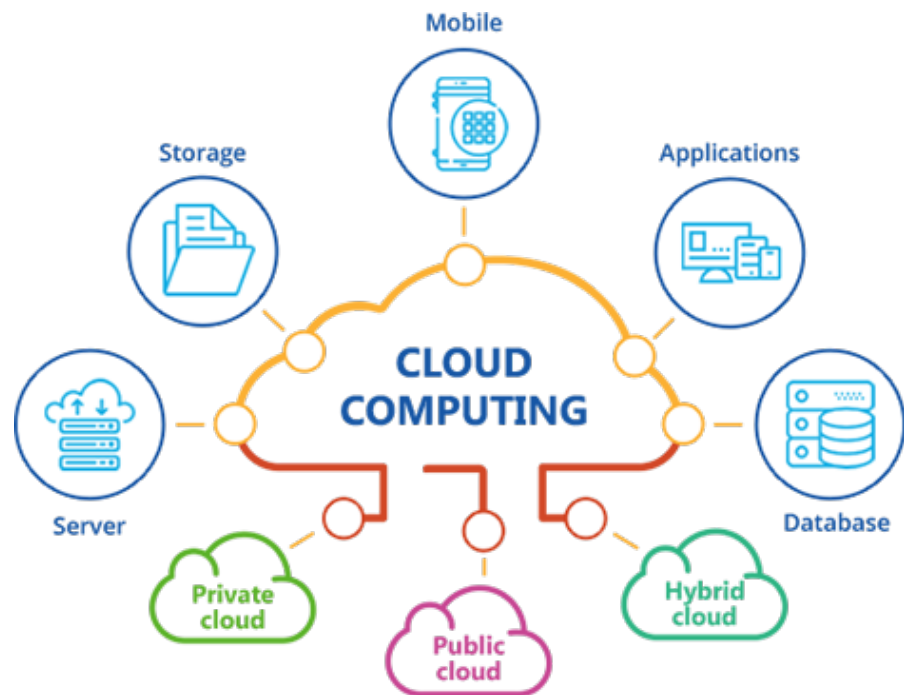 Mobile
Storage
Applications
CLOUD
COMPUTING
Server
Database
Private
cloud
Hybrid
cloud
Public
cloud